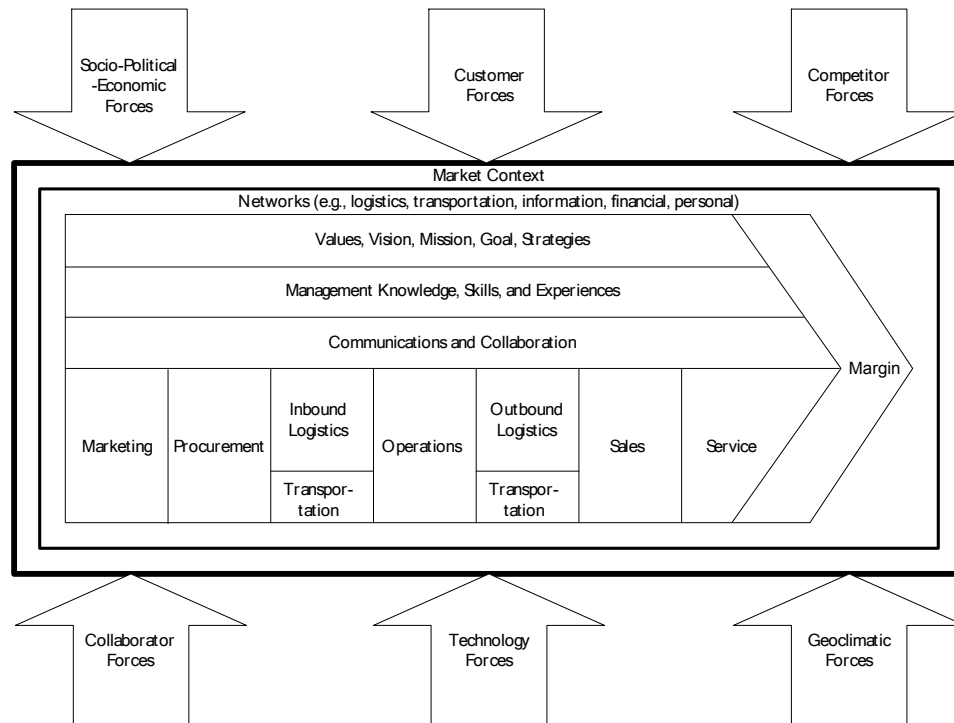 Socio-Political
-Economic
Forces
Customer
Forces
Competitor
Forces
Market Context
Networks (e.g., logistics, transportation, information, financial, personal)
Values, Vision, Mission, Goal, Strategies
Management Knowledge, Skills, and Experiences
Communications and Collaboration
Margin
Marketing
Procurement
Inbound
Logistics
Transpor-
tation
Operations
Outbound
Logistics
Transpor-
tation
Sales
Service
Collaborator
Forces
Technology
Forces
Geoclimatic
Forces